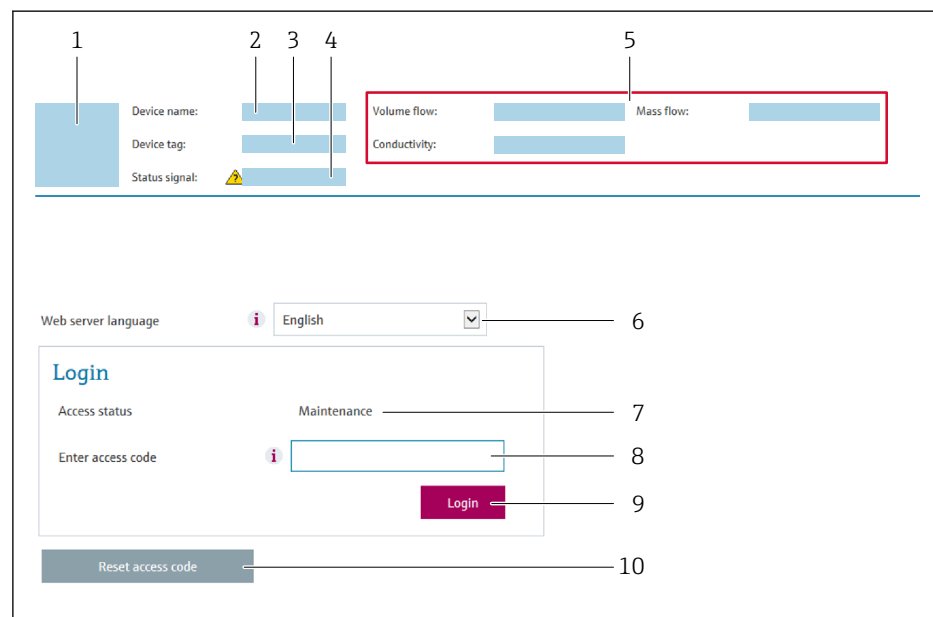 1 2 3 4 5
Device name: Volume flow: Mass flow:
Device tag: Conductivity:
Status signal: ?
Web server language i English 6
Login
Access status Maintenance 7
Enter access code i 8
Login 9
Reset access code 10